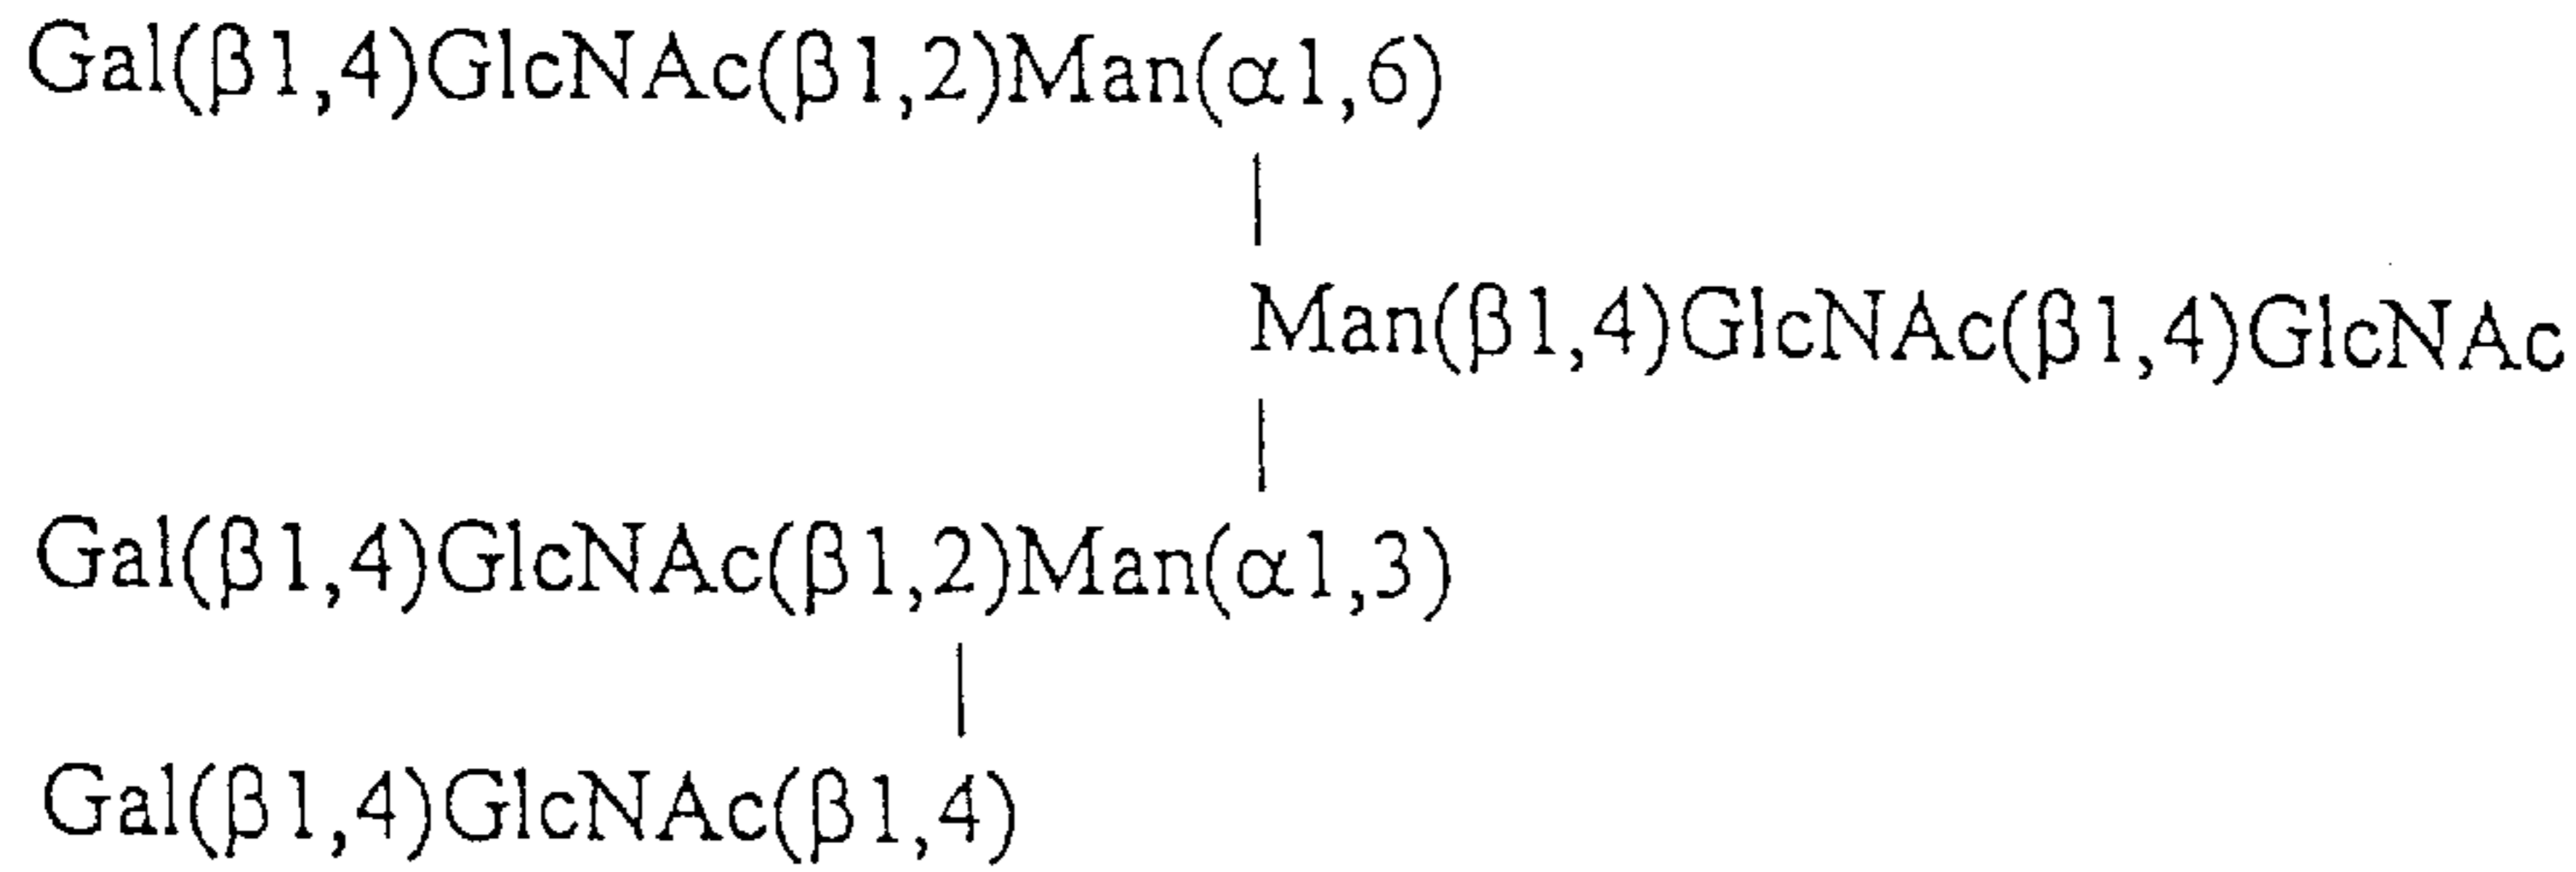 Gal(β1,4)GlcNAc(β1,2)Man(α1,6)
Man(β1,4)GlcNAc(β1,4)GlcNAc
Gal(β1,4)GlcNAc(β1,2)Man(α1,3)
Gal(β1,4)GlcNAc(β1,4)